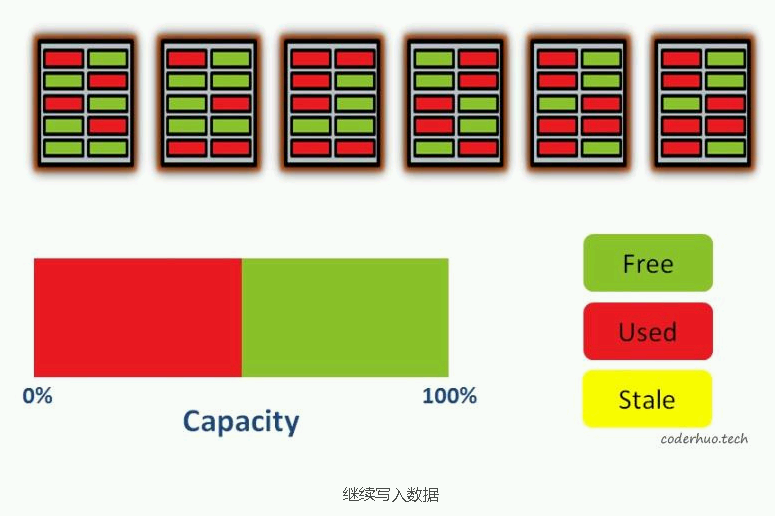 Free
Used
Stale
0%
100%
Capacity
coderhuo.tech
继续写入数据